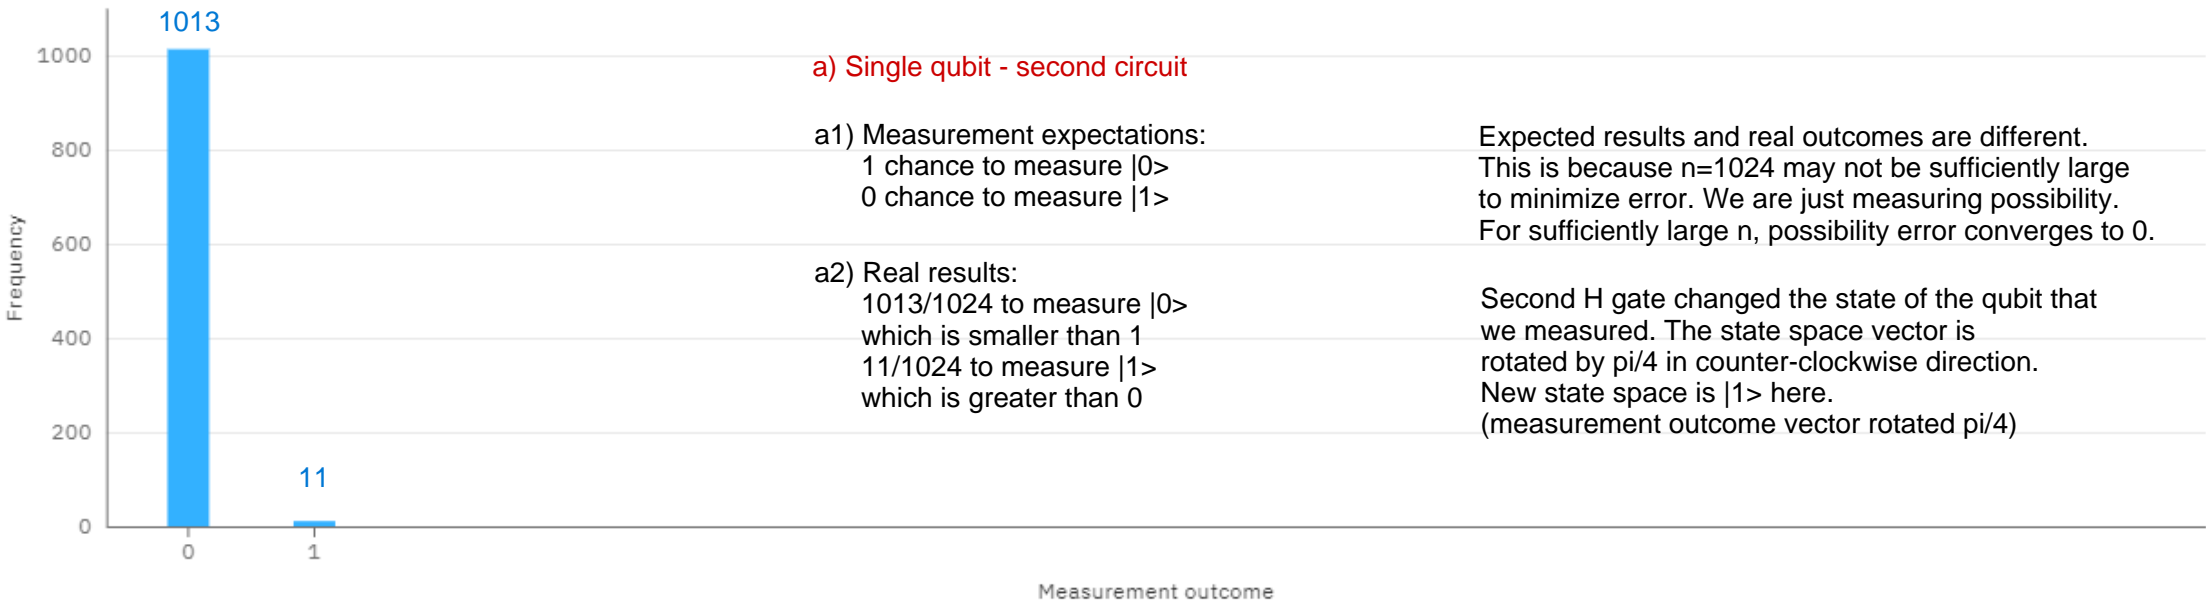 1013
1000
800
600
400
200
0
Frequency
11
0
1
Measurement outcome
a) Single qubit - second circuit
a1) Measurement expectations:
1 chance to measure |0>
0 chance to measure |1>
a2) Real results:
1013/1024 to measure |0>
which is smaller than 1
11/1024 to measure |1>
which is greater than 0
Expected results and real outcomes are different.
This is because n=1024 may not be sufficiently large
to minimize error. We are just measuring possibility.
For sufficiently large n, possibility error converges to 0.
Second H gate changed the state of the qubit that
we measured. The state space vector is
rotated by pi/4 in counter-clockwise direction.
New state space is |1> here.
(measurement outcome vector rotated pi/4)